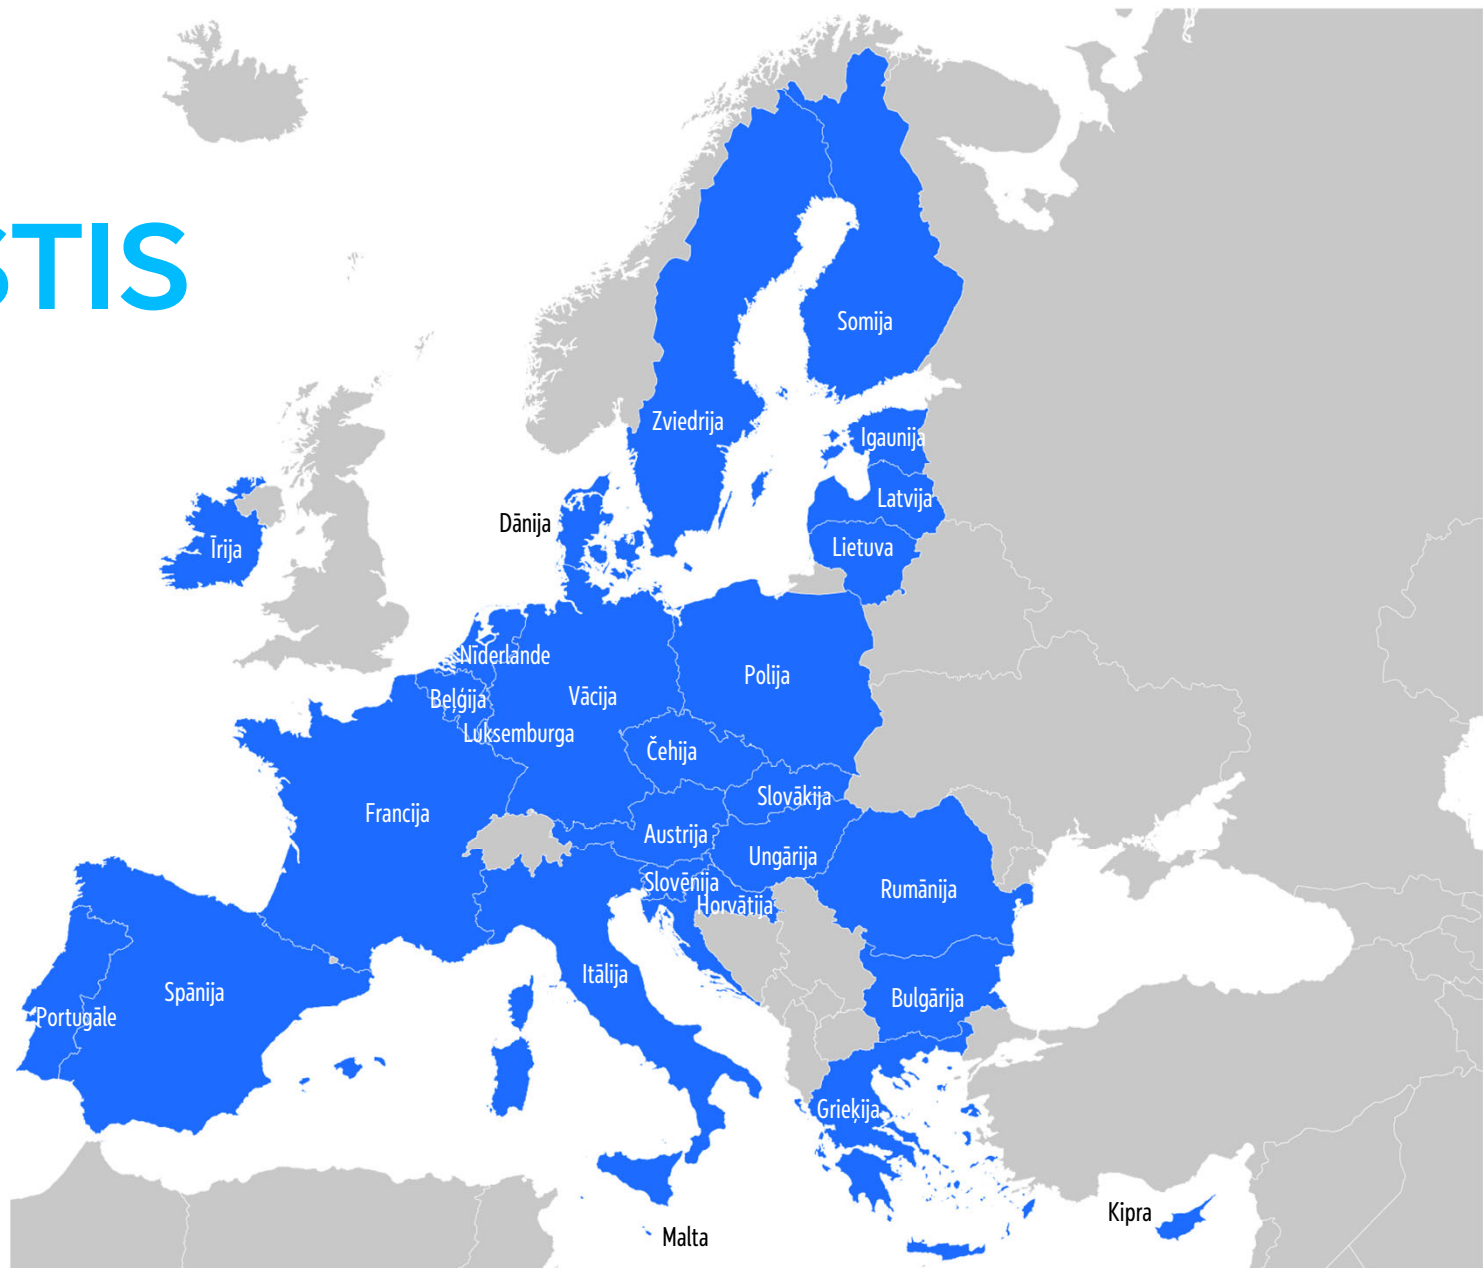 STIS
Somija
Zviedrija
Igaunija
Latvija
Dānija
Lietuva
Īrija
Nīderlande
Polija
Vācija
Beļģija
Luksemburga
Čehija
Slovākija
Francija
Austrija
Ungārija
Slovēnija
Rumānija
Horvātija
Itālija
Spānija
Bulgārija
Portugāle
Grieķija
Kipra
Malta